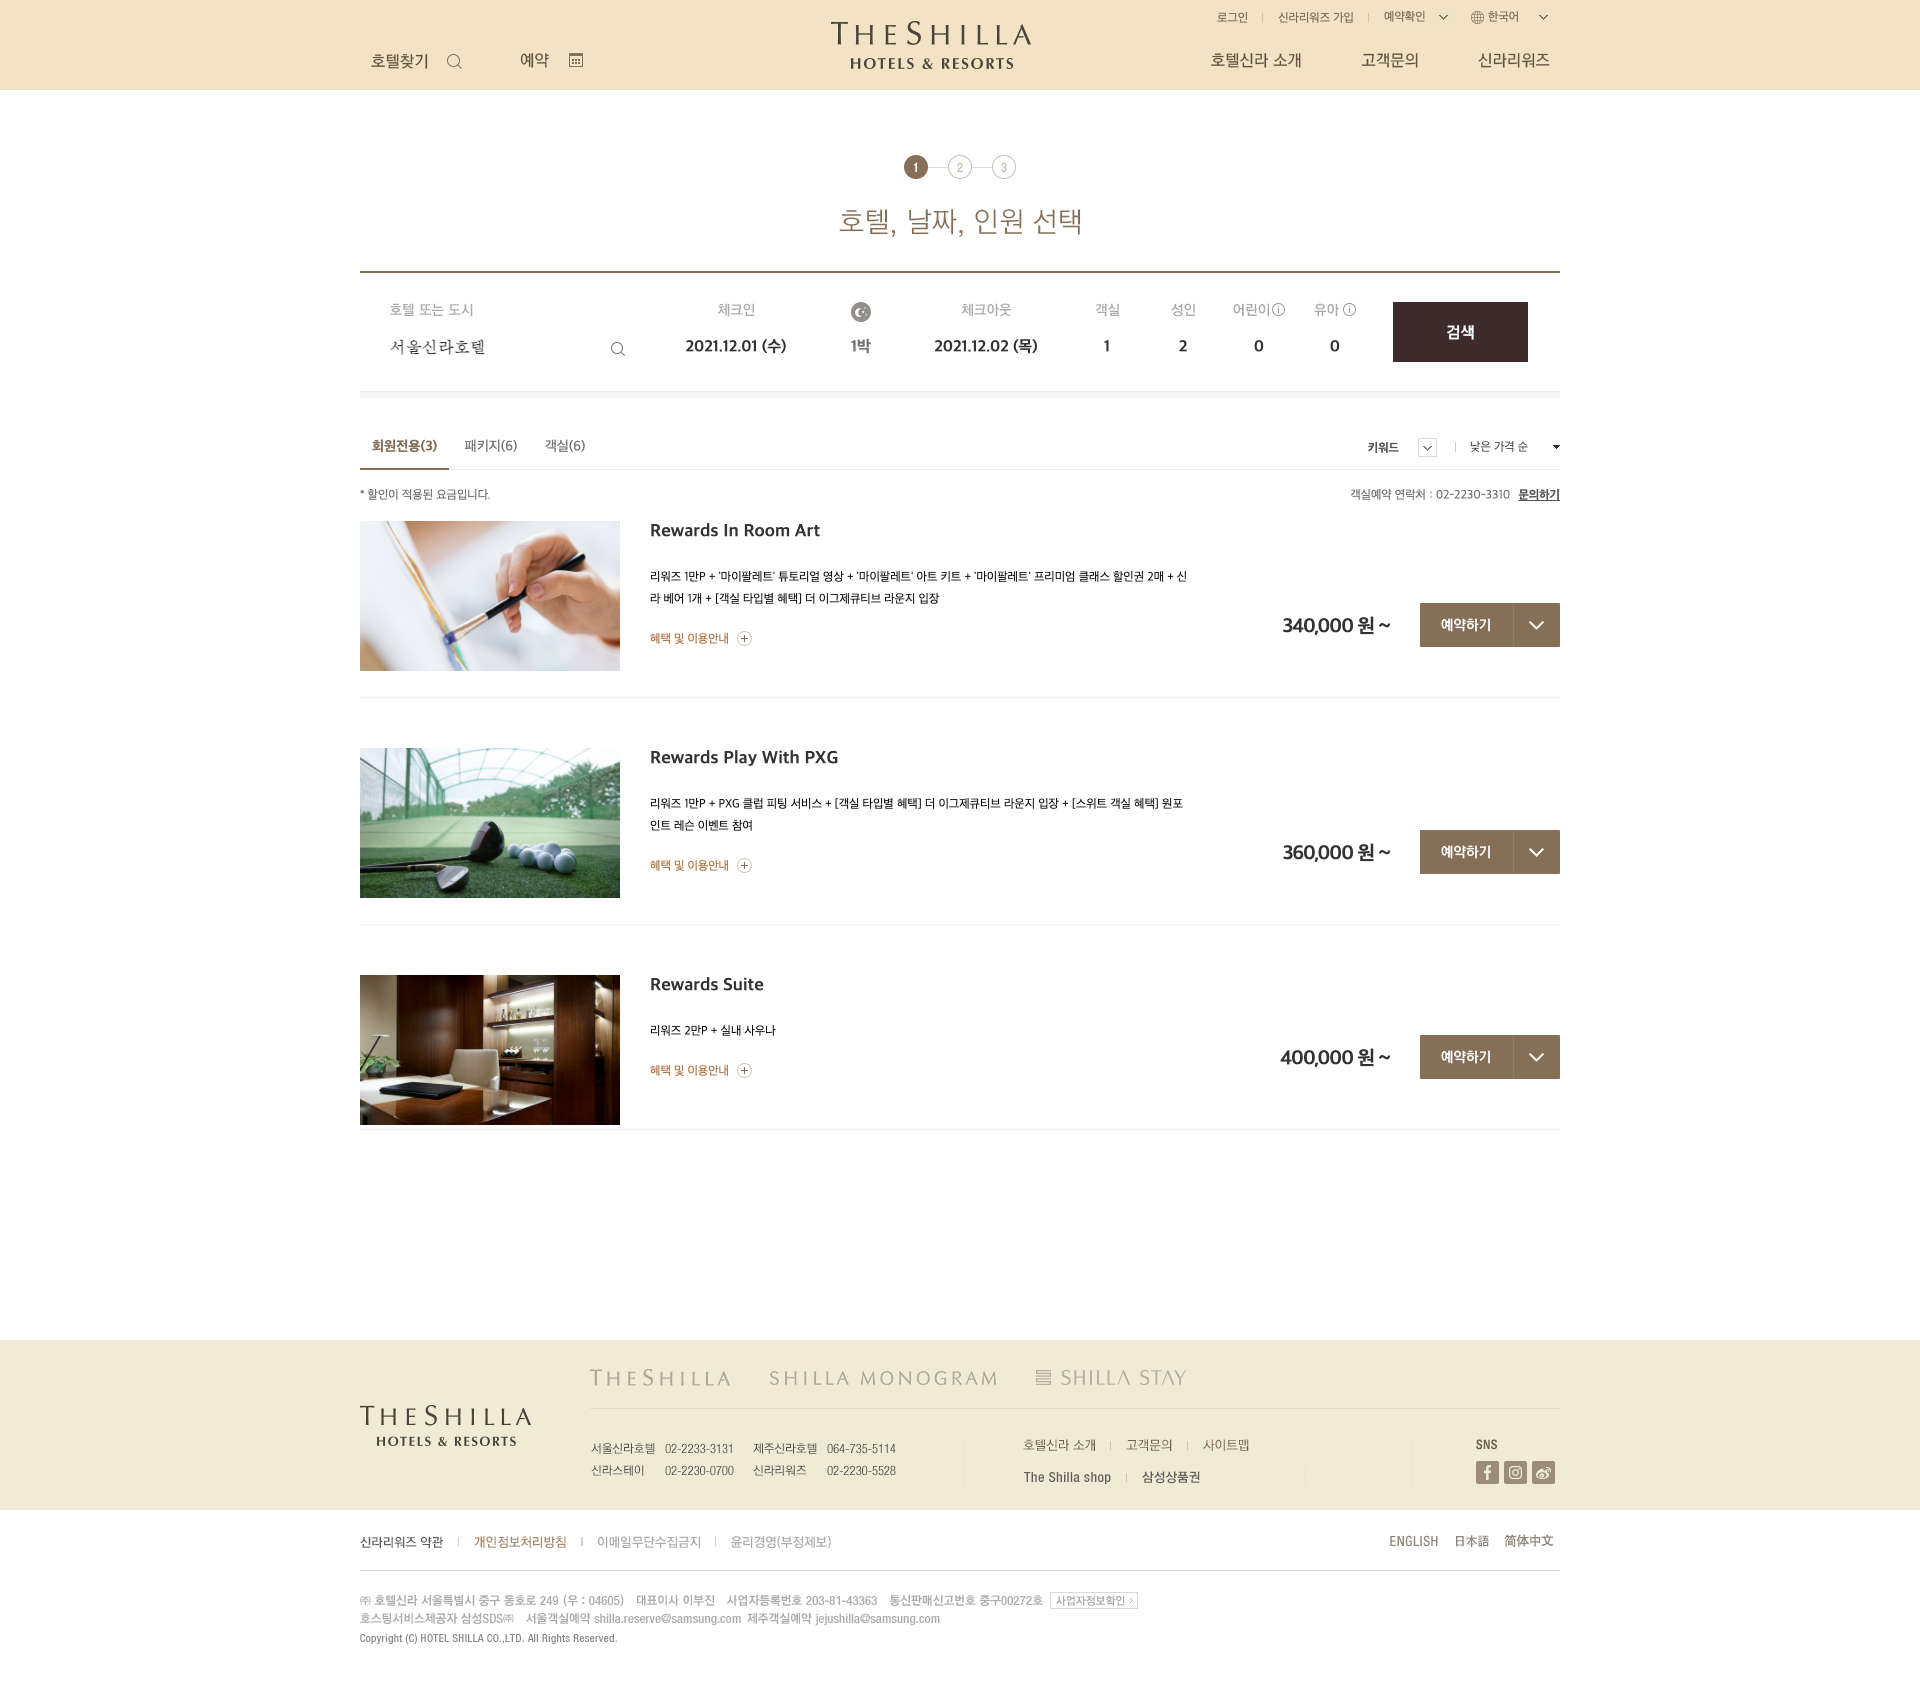 로그인 신라리워즈 가입 예약확인 한국어
호텔찾기 예약 THE SHILLA 호텔신라 소개 고객문의 신라리워즈
HOTELS & RESORTS
1 2 3
호텔, 날짜, 인원 선택
호텔 또는 도시 체크인 체크아웃 객실 성인 어린이 유아
서울신라호텔 2021.12.01 (수) 1박 2021.12.02 (목) 1 2 0 0 검색
회원전용(3) 패키지(6) 객실(6) 키워드 낮은 가격 순
* 할인이 적용된 요금입니다. 객실예약 연락처 : 02-2230-3310 문의하기
Rewards In Room Art
리워즈 1만P + '마이팔레트' 튜토리얼 영상 + '마이팔레트' 아트 키트 + '마이팔레트' 프리미엄 클래스 할인권 2매 + 신
라 베어 1개 + [객실 타입별 혜택] 더 이그제큐티브 라운지 입장
340,000 원 ~ 예약하기
혜택 및 이용안내
Rewards Play With PXG
리워즈 1만P + PXG 클럽 피팅 서비스 + [객실 타입별 혜택] 더 이그제큐티브 라운지 입장 + [스위트 객실 혜택] 원포
인트 레슨 이벤트 참여
360,000 원 ~ 예약하기
혜택 및 이용안내
Rewards Suite
리워즈 2만P + 실내 사우나
400,000 원 ~ 예약하기
혜택 및 이용안내
THE SHILLA SHILLA MONOGRAM SHILLA STAY
THE SHILLA
HOTELS & RESORTS
서울신라호텔 02-2233-3131 제주신라호텔 064-735-5114
신라스테이 02-2230-0700 신라리워즈 02-2230-5528
호텔신라 소개 고객문의 사이트맵
The Shilla shop 삼성상품권
SNS
신라리워즈 약관 개인정보처리방침 이메일무단수집금지 윤리경영(부정제보) ENGLISH 日本語 简体中文
㈜ 호텔신라 서울특별시 중구 동호로 249 (우 : 04605) 대표이사 이부진 사업자등록번호 203-81-43363 통신판매신고번호 중구00272호 사업자정보확인
호스팅서비스제공자 삼성SDS㈜ 서울객실예약 shilla.reserve@samsung.com 제주객실예약 jejushilla@samsung.com
Copyright (C) HOTEL SHILLA CO.,LTD. All Rights Reserved.